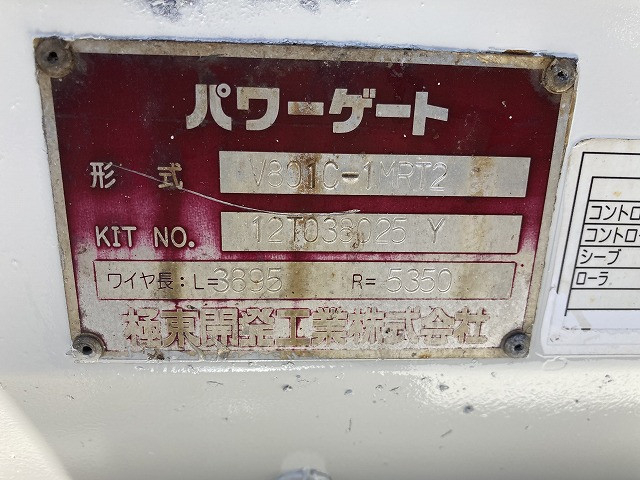 パワーゲート
形 式 V801C-1MRT2
KIT NO. 12T038025 Y
ワイヤ長: L=3895 R=5350
極東開発工業株式会社
コントロ
コントロー
シーブ
ローラ